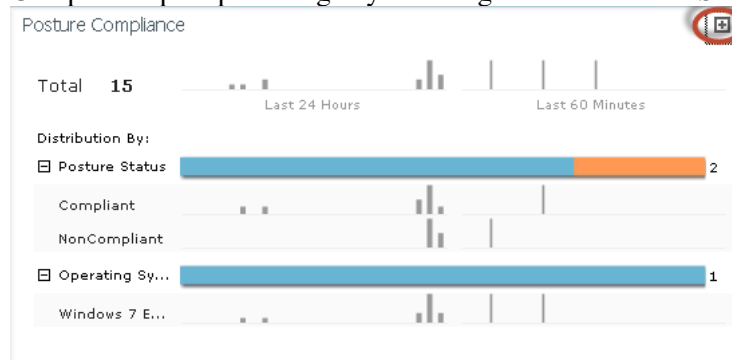 Posture Compliance
Total 15
Last 24 Hours Last 60 Minutes
Distribution By:
Posture Status 2
Compliant
NonCompliant
Operating Sy... 1
Windows 7 E...